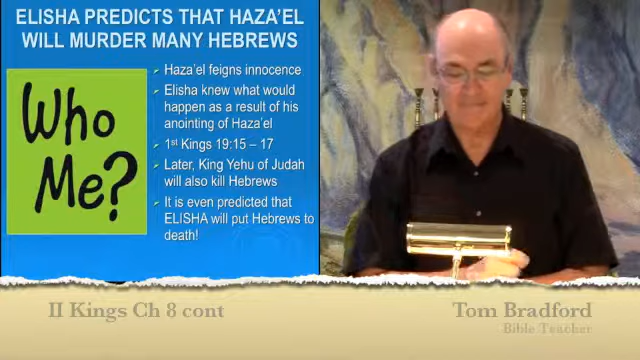 ELISHA PREDICTS THAT HAZA'EL
WILL MURDER MANY HEBREWS
Who
Me?
Haza'el feigns innocence
Elisha knew what would
happen as a result of his
anointing of Haza'el
1st Kings 19:15 – 17
Later, King Yehu of Judah
will also kill Hebrews
It is even predicted that
ELISHA will put Hebrews to
death!
II Kings Ch 8 cont
Tom Bradford
Bible Teacher